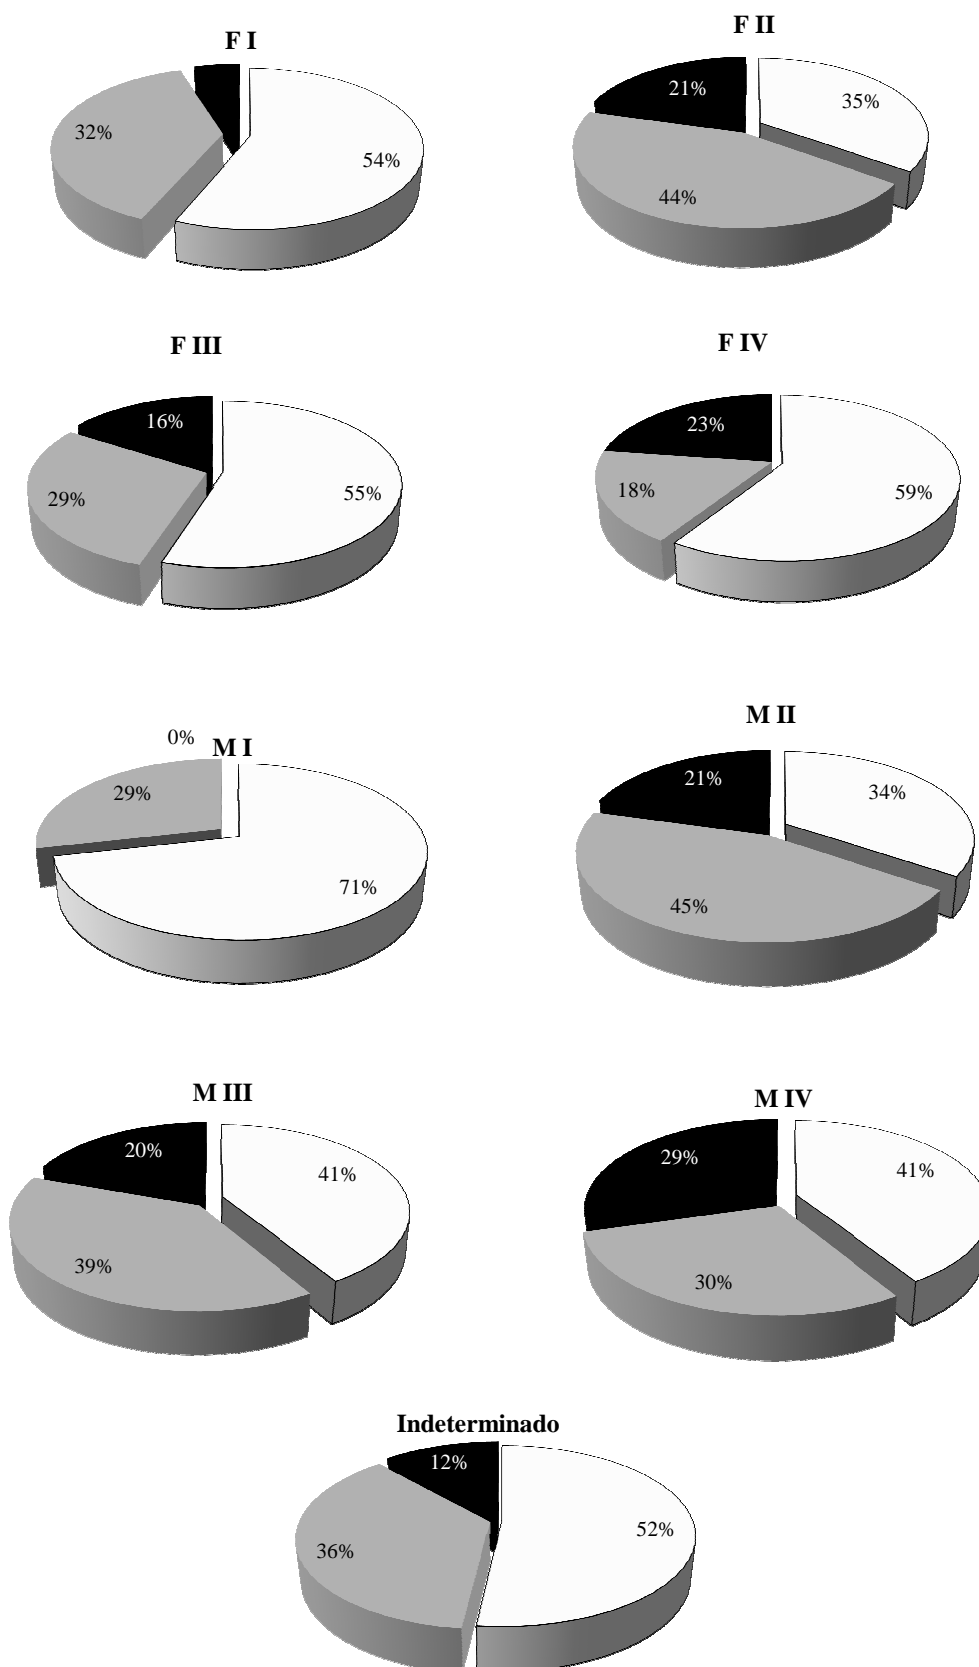 F I
32%
54%
F II
21%
35%
44%
F III
16%
29%
55%
F IV
23%
18%
59%
0%
M I
29%
71%
M II
21%
34%
45%
M III
20%
41%
39%
M IV
29%
41%
30%
Indeterminado
12%
52%
36%